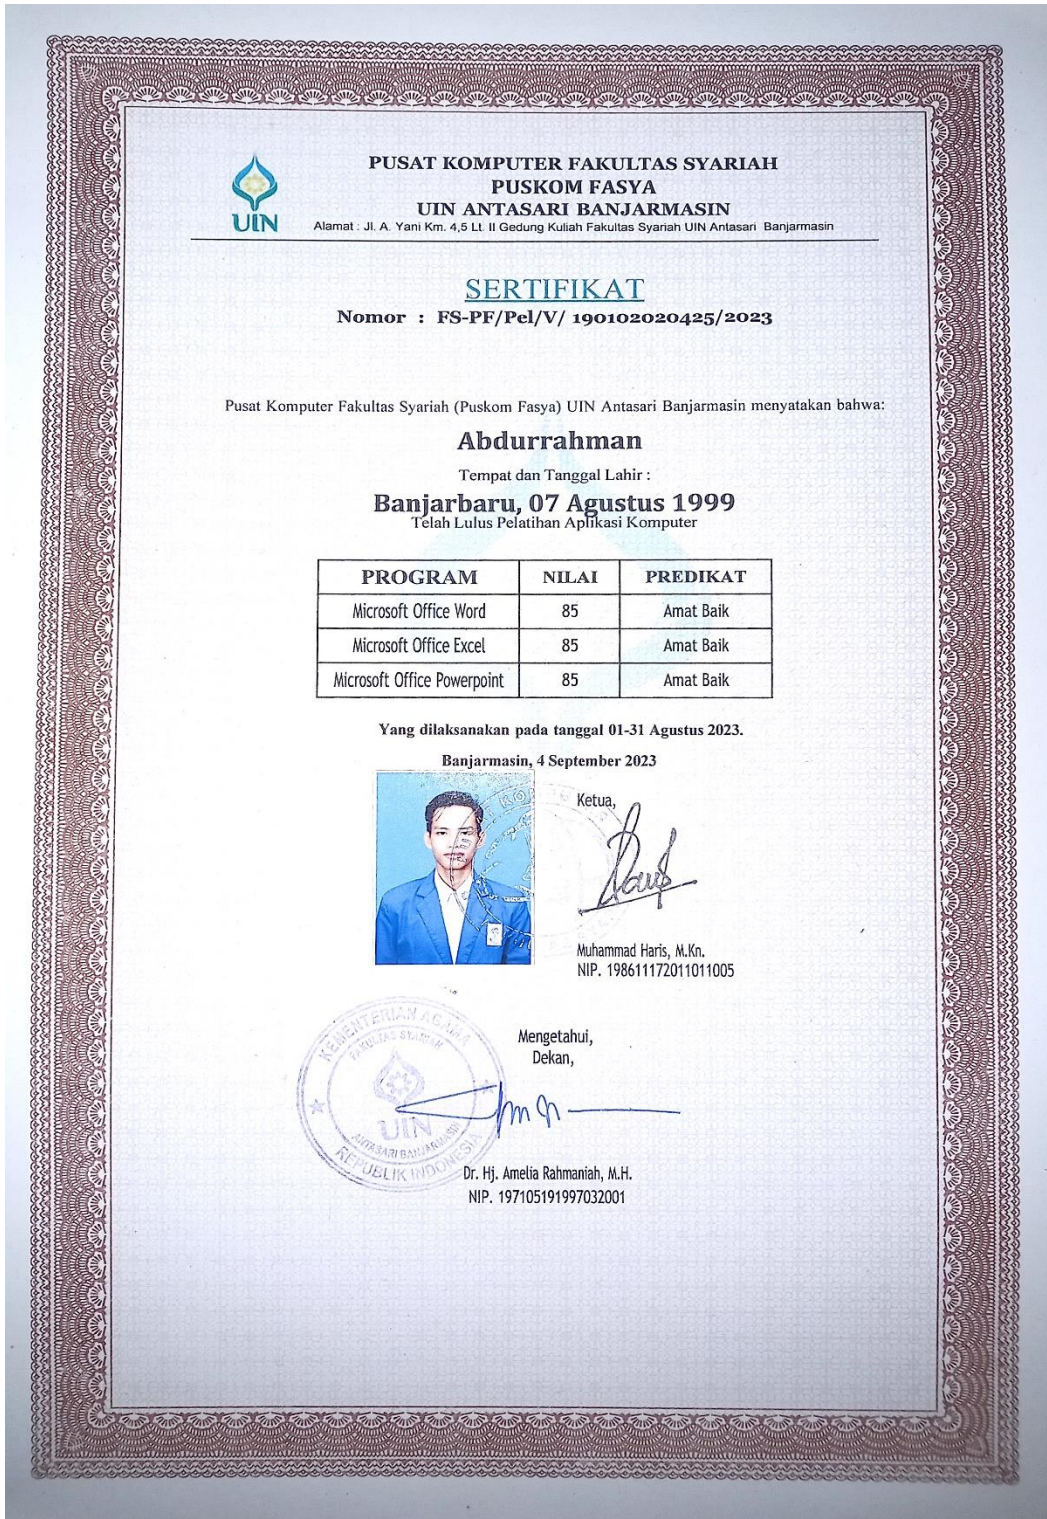 UIN
PUSAT KOMPUTER FAKULTAS SYARIAH
PUSKOM FASYA
UIN ANTASARI BANJARMASIN
Alamat : Jl. A. Yani Km. 4,5 Lt. II Gedung Kuliah Fakultas Syariah UIN Antasari Banjarmasin
SERTIFIKAT
Nomor : FS-PF/Pel/V/ 190102020425/2023
Pusat Komputer Fakultas Syariah (Puskom Fasya) UIN Antasari Banjarmasin menyatakan bahwa:
Abdurrahman
Tempat dan Tanggal Lahir :
Banjarbaru, 07 Agustus 1999
Telah Lulus Pelatihan Aplikasi Komputer
PROGRAM NILAI PREDIKAT
Microsoft Office Word 85 Amat Baik
Microsoft Office Excel 85 Amat Baik
Microsoft Office Powerpoint 85 Amat Baik
Yang dilaksanakan pada tanggal 01-31 Agustus 2023.
Banjarmasin, 4 September 2023
Ketua,
Muhammad Haris, M.Kn.
NIP. 198611172011011005
Mengetahui,
Dekan,
KEMENTERIAN AGAMA
FAKULTAS SYARIAH
UIN
ANTASARI BANJARMASIN
REPUBLIK INDONESIA
Dr. Hj. Amelia Rahmaniah, M.H.
NIP. 197105191997032001